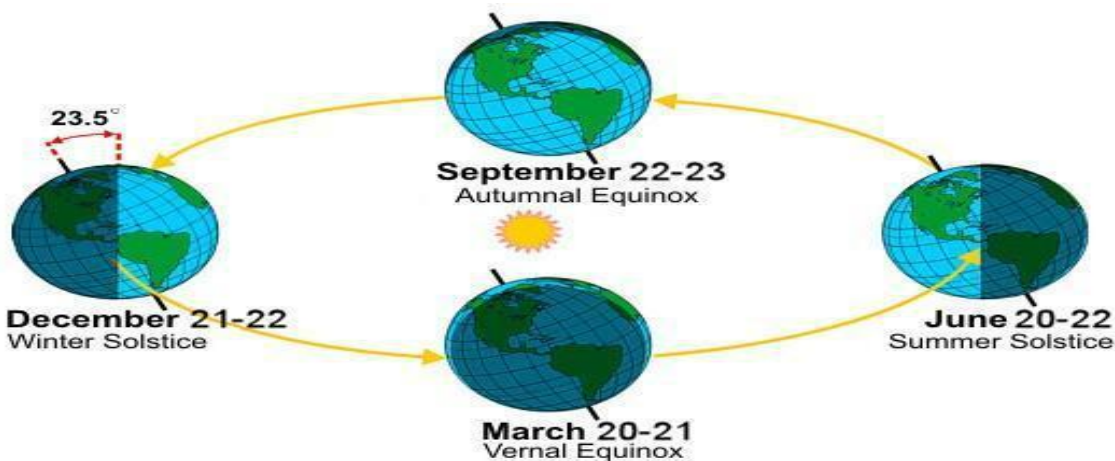 23.5°
September 22-23
Autumnal Equinox
December 21-22
Winter Solstice
June 20-22
Summer Solstice
March 20-21
Vernal Equinox